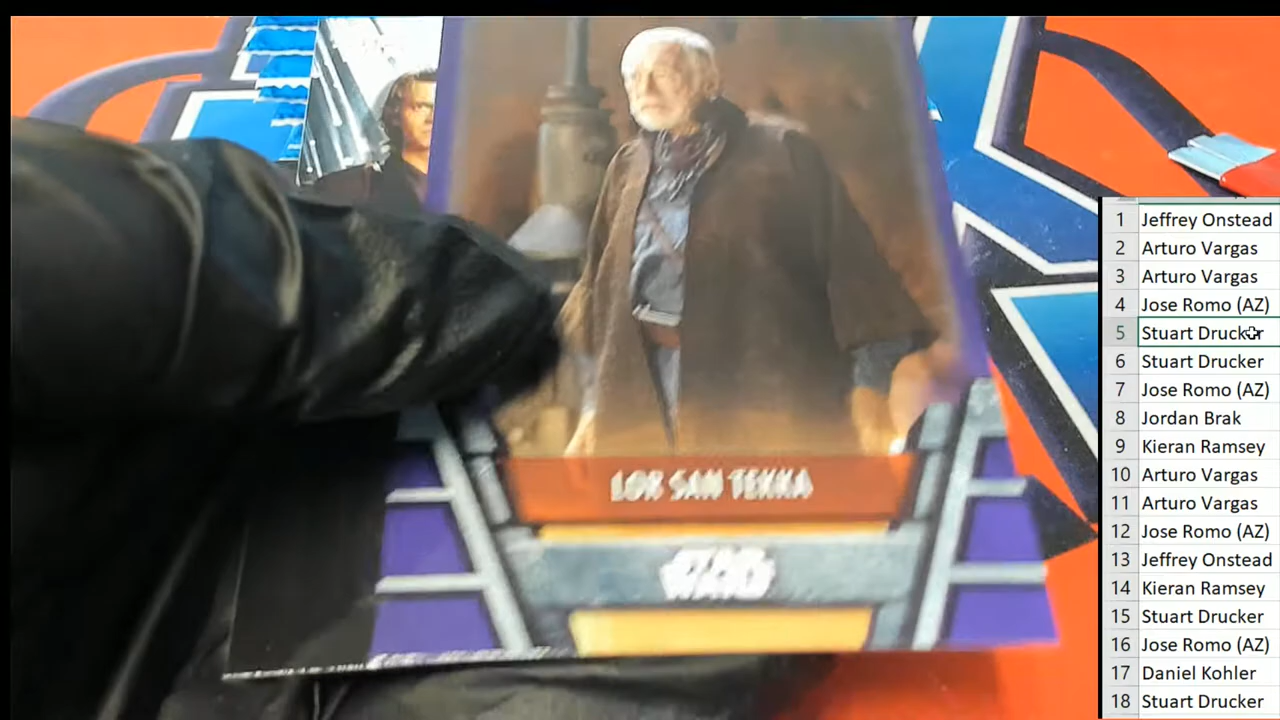 LOR SAN TEKKA
STAR
WARS
1 Jeffrey Onstead
2 Arturo Vargas
3 Arturo Vargas
4 Jose Romo (AZ)
5 Stuart Drucker
6 Stuart Drucker
7 Jose Romo (AZ)
8 Jordan Brak
9 Kieran Ramsey
10 Arturo Vargas
11 Arturo Vargas
12 Jose Romo (AZ)
13 Jeffrey Onstead
14 Kieran Ramsey
15 Stuart Drucker
16 Jose Romo (AZ)
17 Daniel Kohler
18 Stuart Drucker